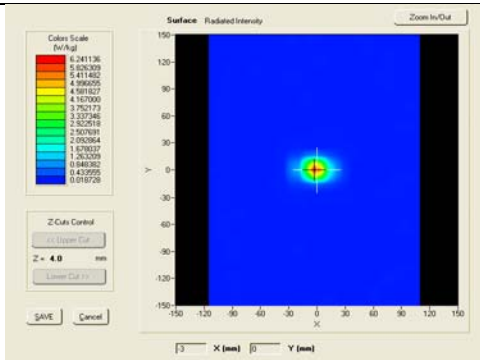 Surface Radiated Intensity
Zoom In/Out
Colors Scale
(W/kg)
6.241136
5.826309
5.411482
4.996655
4.581827
4.167000
3.752173
3.337346
2.922518
2.507691
2.092864
1.678037
1.263209
0.848382
0.433555
0.018728
Z-Cuts Control
<< Upper Cut
Z = 4.0 mm
Lower Cut >>
SAVE Cancel
150
120
90
60
30
0
-30
-60
-90
-120
-150
Y
-150 -120 -90 -60 -30 0 30 60 90 120 150
X
-3 X (mm) 0 Y (mm)